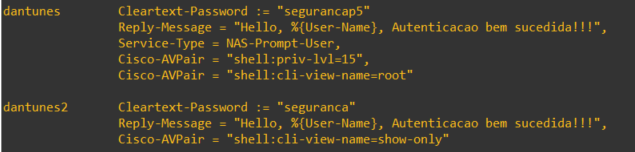 dantunes Cleartext-Password := "segurancap5"
Reply-Message = "Hello, %{User-Name}, Autenticacao bem sucedida!!!",
Service-Type = NAS-Prompt-User,
Cisco-AVPair = "shell:priv-lvl=15",
Cisco-AVPair = "shell:cli-view-name=root"
dantunes2 Cleartext-Password := "seguranca"
Reply-Message = "Hello, %{User-Name}, Autenticacao bem sucedida!!!",
Cisco-AVPair = "shell:cli-view-name=show-only"